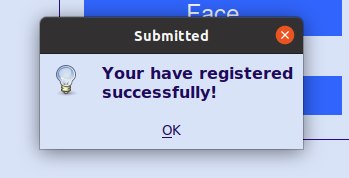 Face
Submitted
Your have registered
successfully!
OK